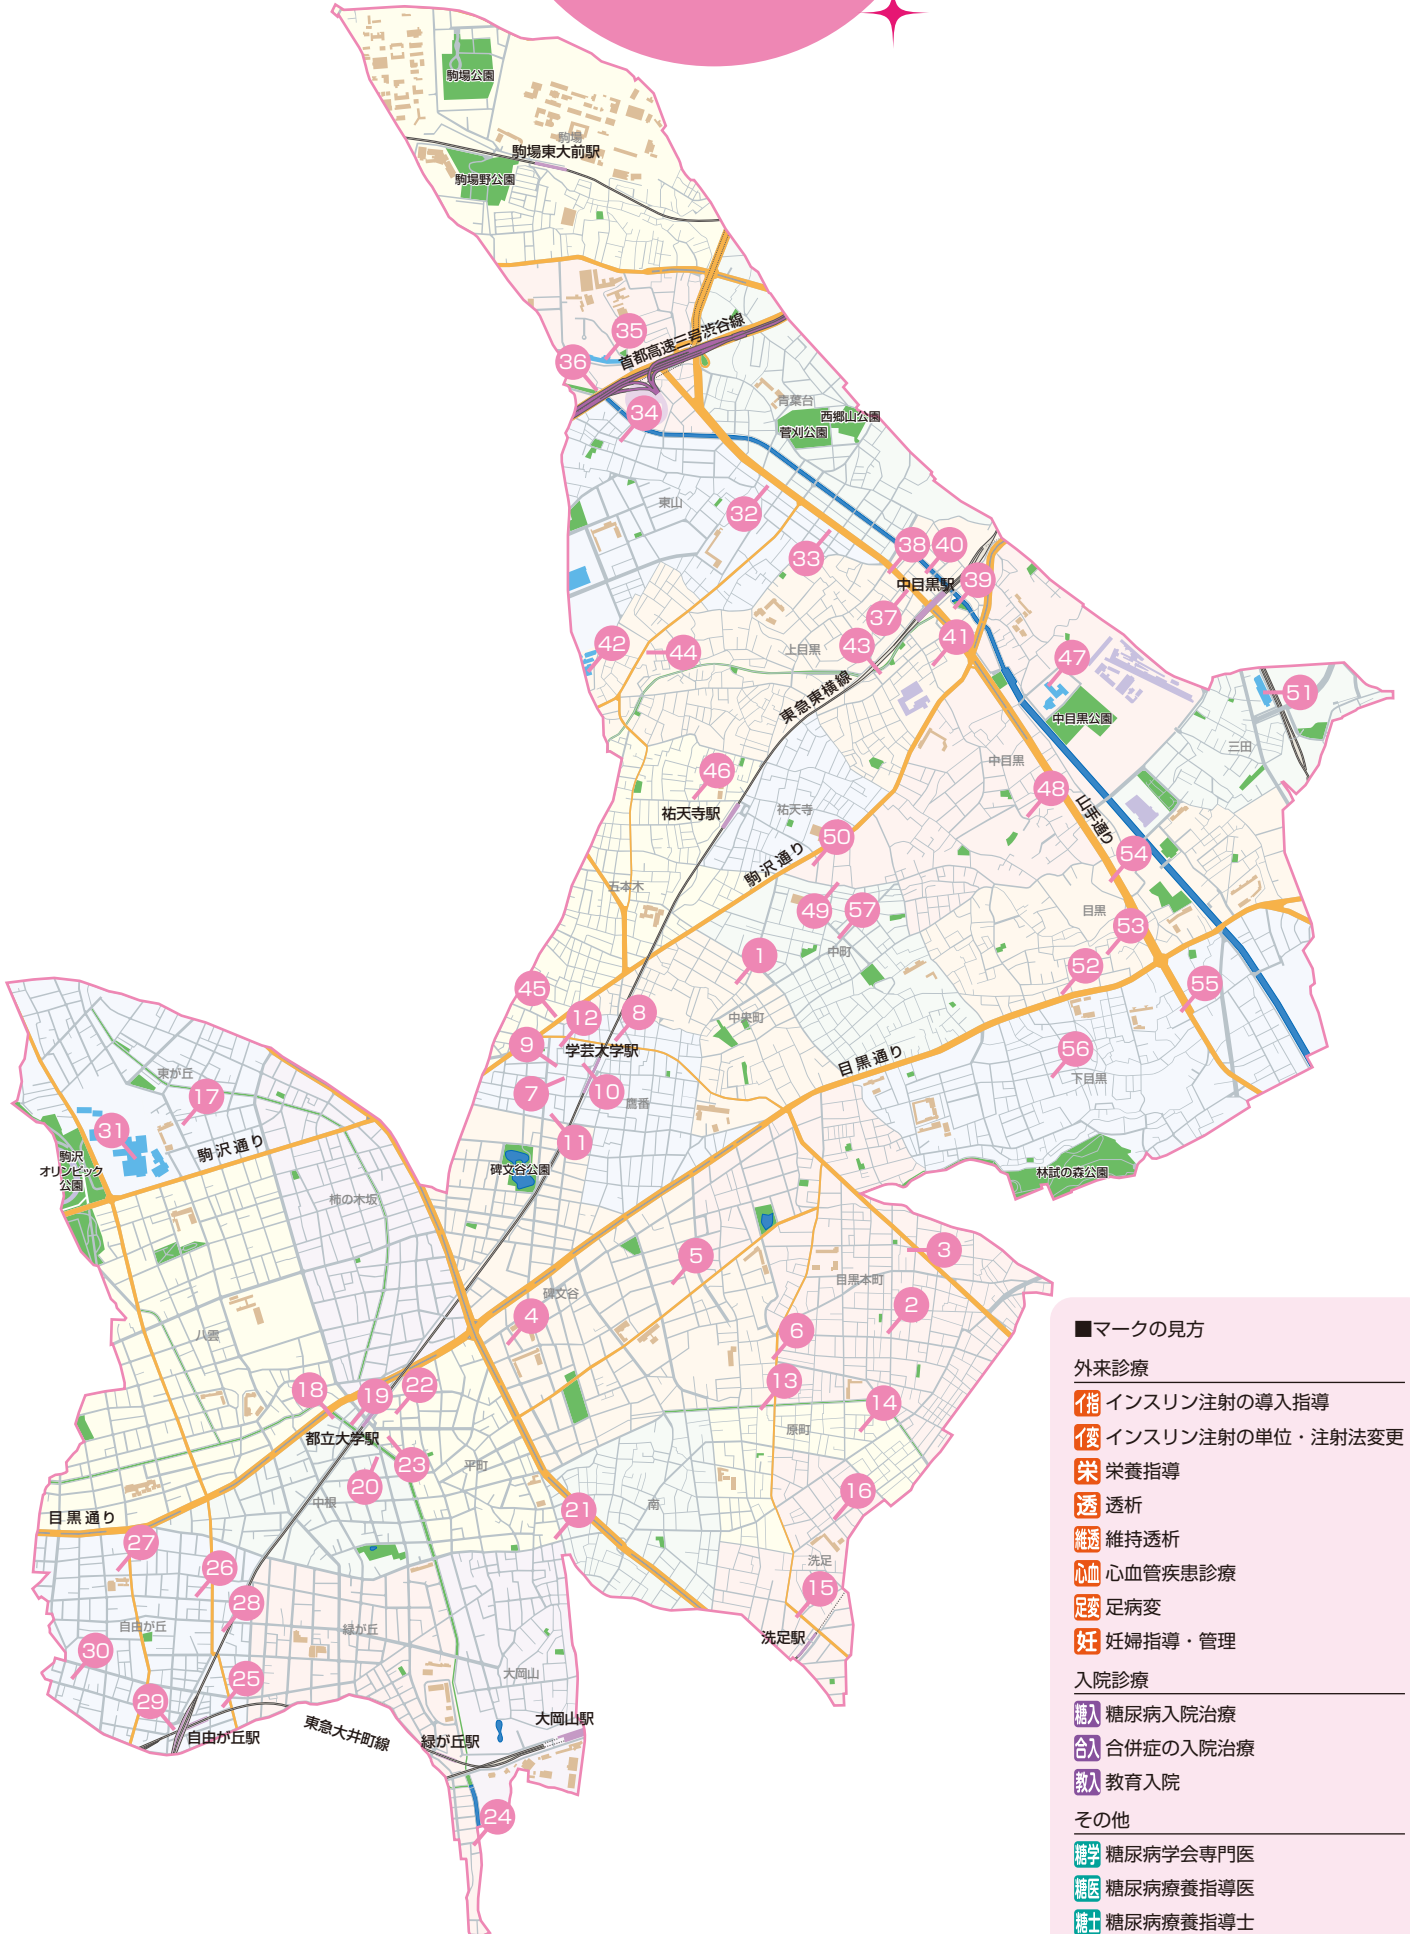 駒場公園
駒場
駒場東大前駅
駒場野公園
35
首都高速三号渋谷線
36
34
青葉台
西郷山公園
菅刈公園
東山
32
33
38
40
中目黒駅
39
37
41
42
44
上目黒
43
47
東急東横線
51
中目黒公園
三田
中目黒
46
48
祐天寺駅
祐天寺
山手通り
50
駒沢通り
54
五本木
49
57
目黒
53
中町
1
52
55
45
12
8
中央町
9
学芸大学駅
目黒通り
56
下目黒
東が丘
17
7
10
鷹番
31
駒沢通り
11
駒沢
オリンピック
公園
碑文谷公園
林試の森公園
柿の木坂
5
3
目黒本町
碑文谷
2
4
6
八雲
18
19
22
13
14
都立大学駅
原町
23
平町
20
中根
16
南
21
目黒通り
27
26
洗足
15
28
自由が丘
緑が丘
洗足駅
30
大岡山
25
29
大岡山駅
自由が丘駅
東急大井町線
緑が丘駅
24
■マークの見方
外来診療
イ指 インスリン注射の導入指導
イ変 インスリン注射の単位・注射法変更
栄 栄養指導
透 透析
維透 維持透析
心血 心血管疾患診療
足変 足病変
妊 妊婦指導・管理
入院診療
糖入 糖尿病入院治療
合入 合併症の入院治療
教入 教育入院
その他
糖学 糖尿病学会専門医
糖医 糖尿病療養指導医
糖士 糖尿病療養指導士